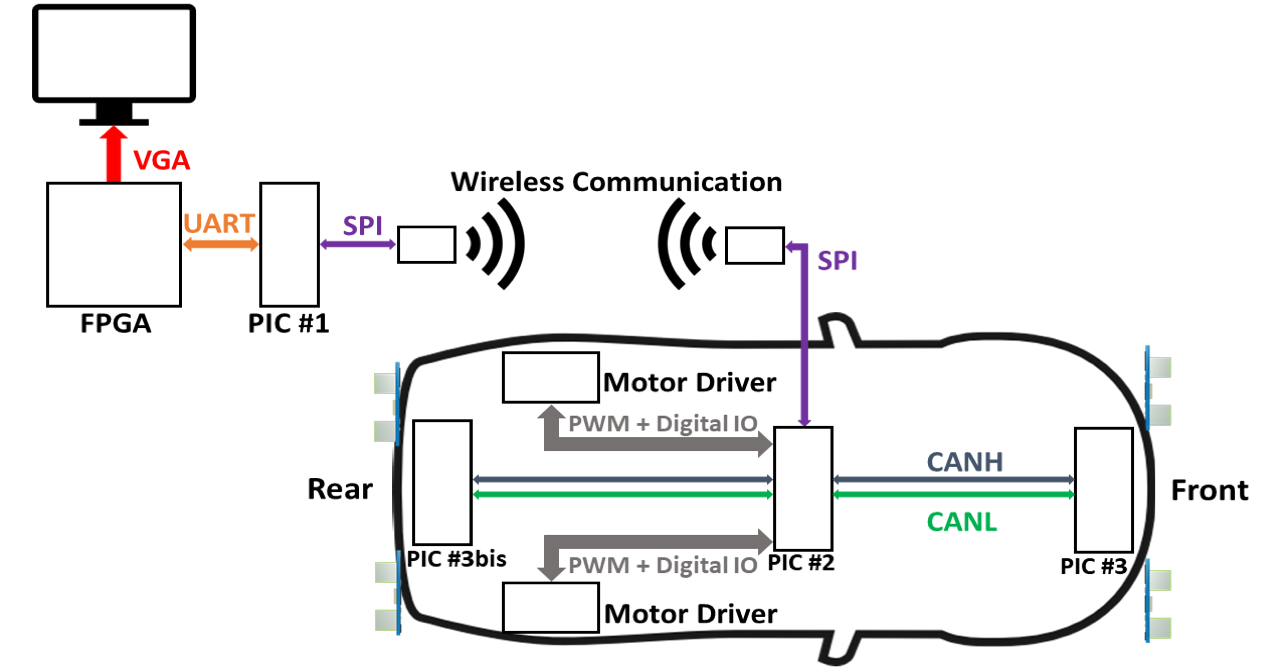 VGA
Wireless Communication
UART
SPI
SPI
FPGA
PIC #1
Motor Driver
PWM + Digital IO
CANH
Rear
Front
CANL
PIC #3bis
PWM + Digital IO
PIC #2
PIC #3
Motor Driver